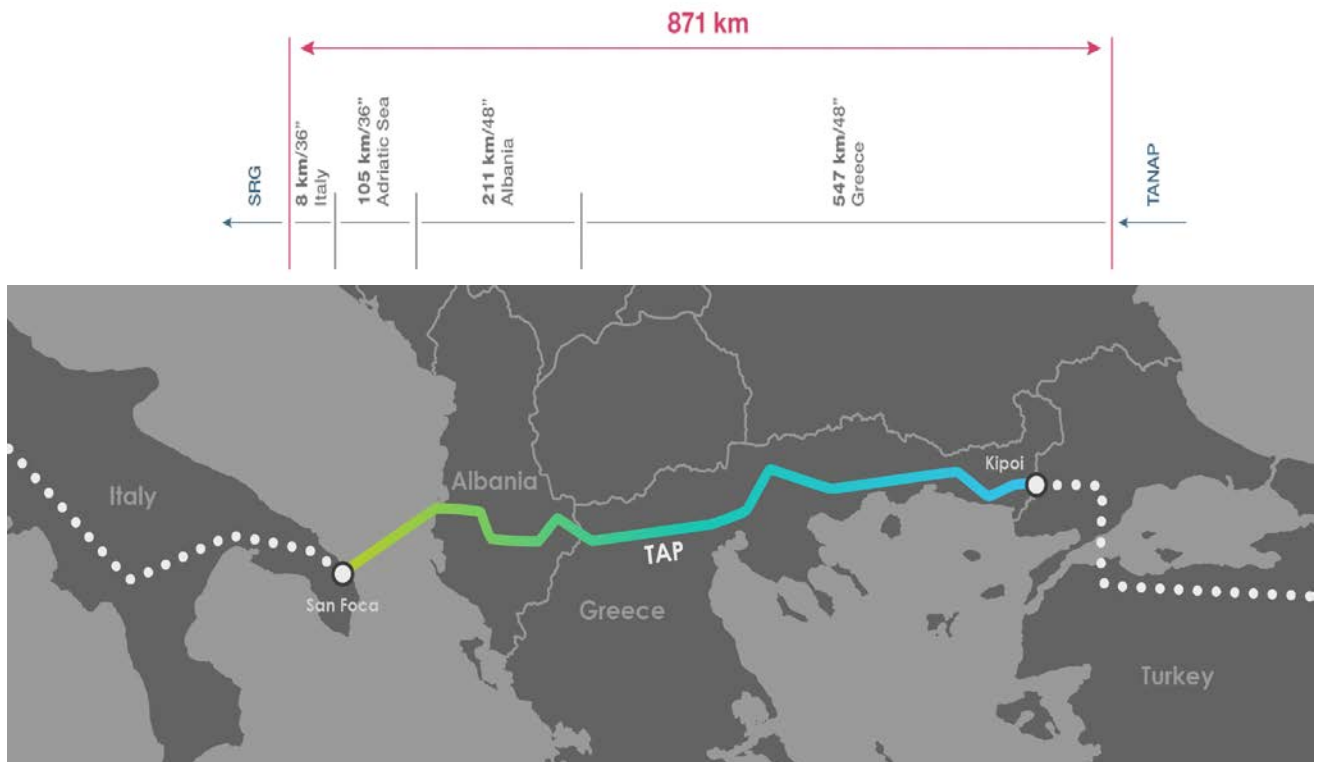 871 km
SRG
8 km/36”
Italy
105 km/36”
Adriatic Sea
211 km/48”
Albania
547 km/48”
Greece
TANAP
Kipoi
Albania
Italy
TAP
San Foca
Greece
Turkey